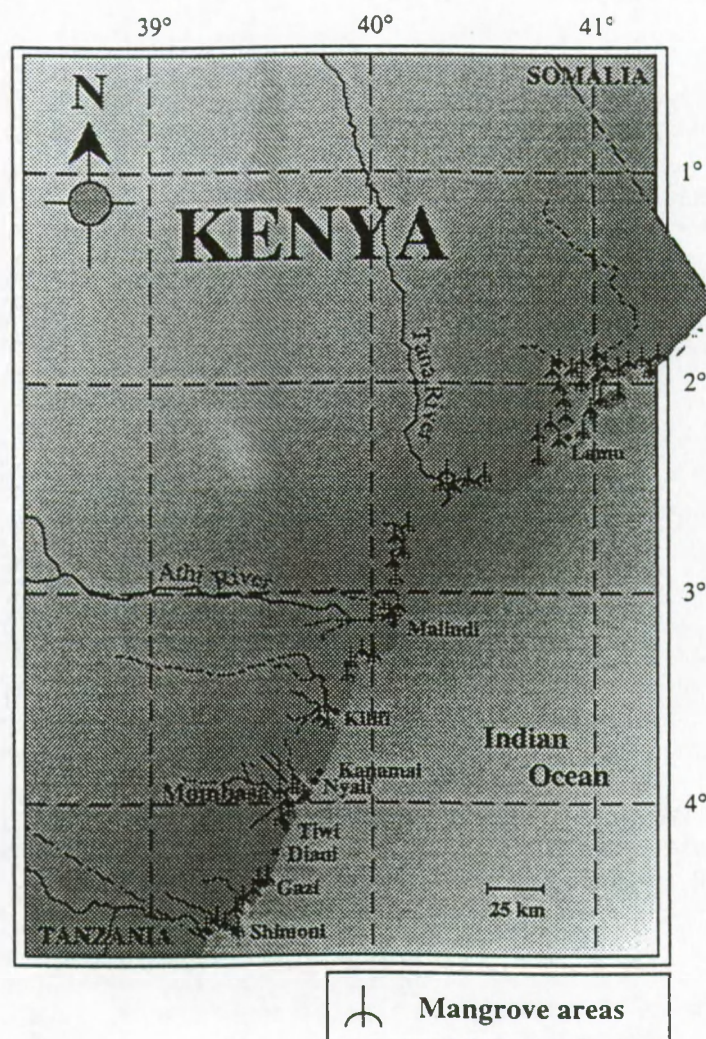 39° 40° 41°
SOMALIA
N
1°
KENYA
Tana River
2°
Lamu
Athi River
3°
Malindi
Kilifi
Indian
Ocean
Kanamai
Nyali
Mombasa
4°
Tiwi
Diani
Gazi
25 km
TANZANIA
Shimoni
Mangrove areas